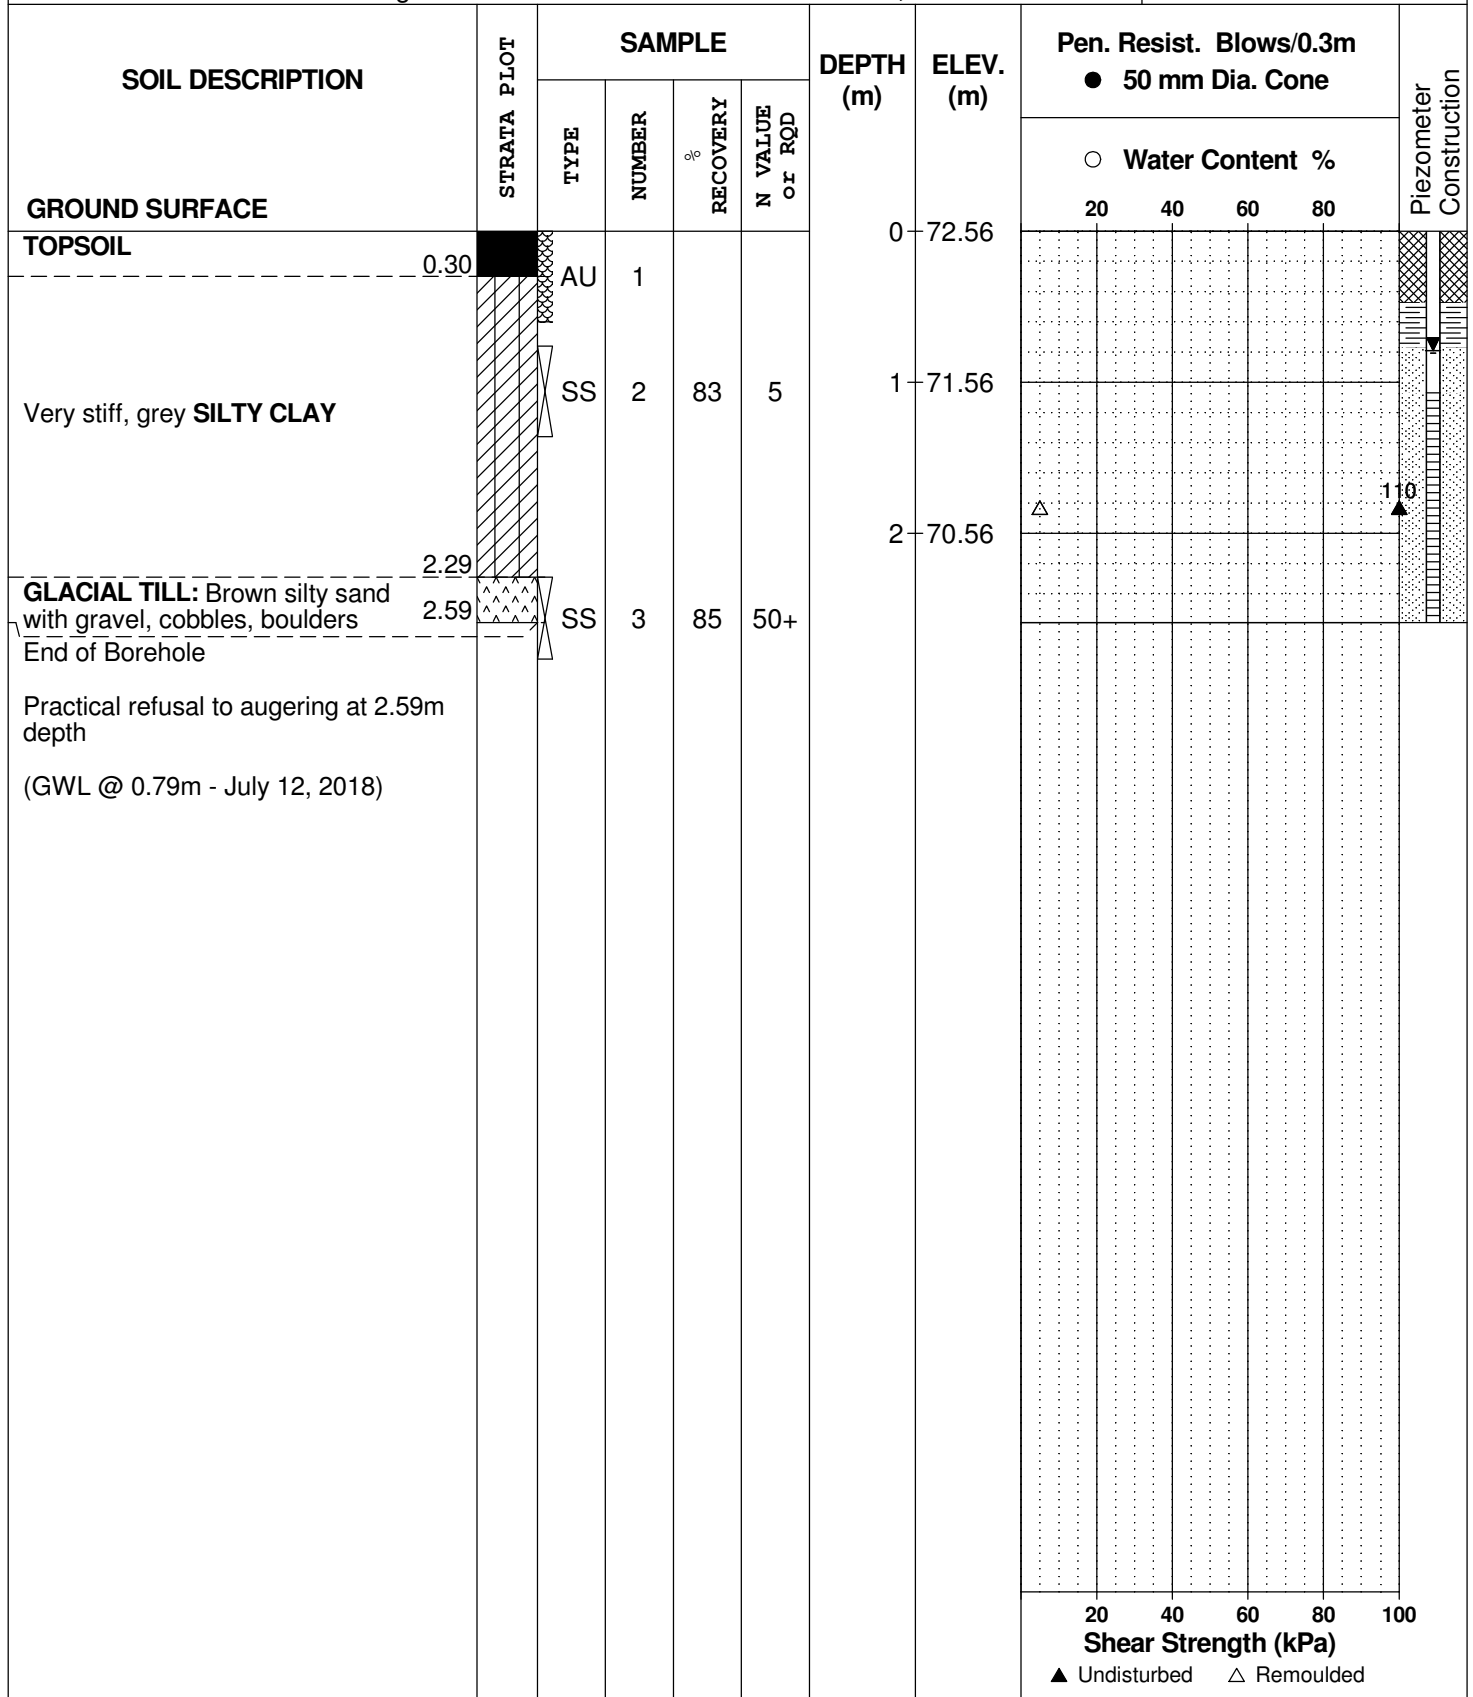 SOIL DESCRIPTION
GROUND SURFACE
STRATA PLOT
SAMPLE
TYPE
NUMBER
% RECOVERY
N VALUE or RQD
DEPTH (m)
ELEV. (m)
Pen. Resist. Blows/0.3m
● 50 mm Dia. Cone
○ Water Content %
20 40 60 80
Piezometer Construction
TOPSOIL
0.30
AU 1
0 72.56
SS 2 83 5
1 71.56
Very stiff, grey SILTY CLAY
110
2 70.56
2.29
GLACIAL TILL: Brown silty sand
with gravel, cobbles, boulders 2.59
SS 3 85 50+
End of Borehole
Practical refusal to augering at 2.59m
depth
(GWL @ 0.79m - July 12, 2018)
20 40 60 80 100
Shear Strength (kPa)
▲ Undisturbed △ Remoulded